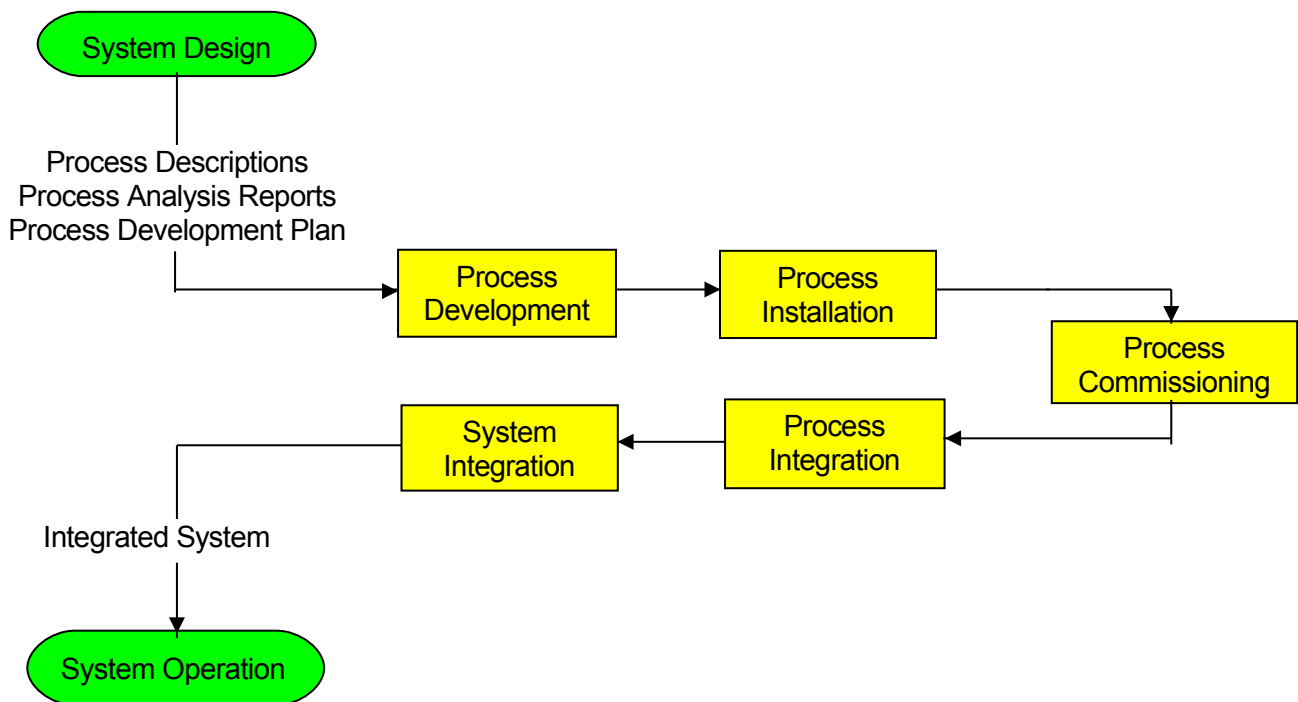 System Design
Process Descriptions
Process Analysis Reports
Process Development Plan
Process
Development
Process
Installation
Process
Commissioning
Process
Integration
System
Integration
Integrated System
System Operation